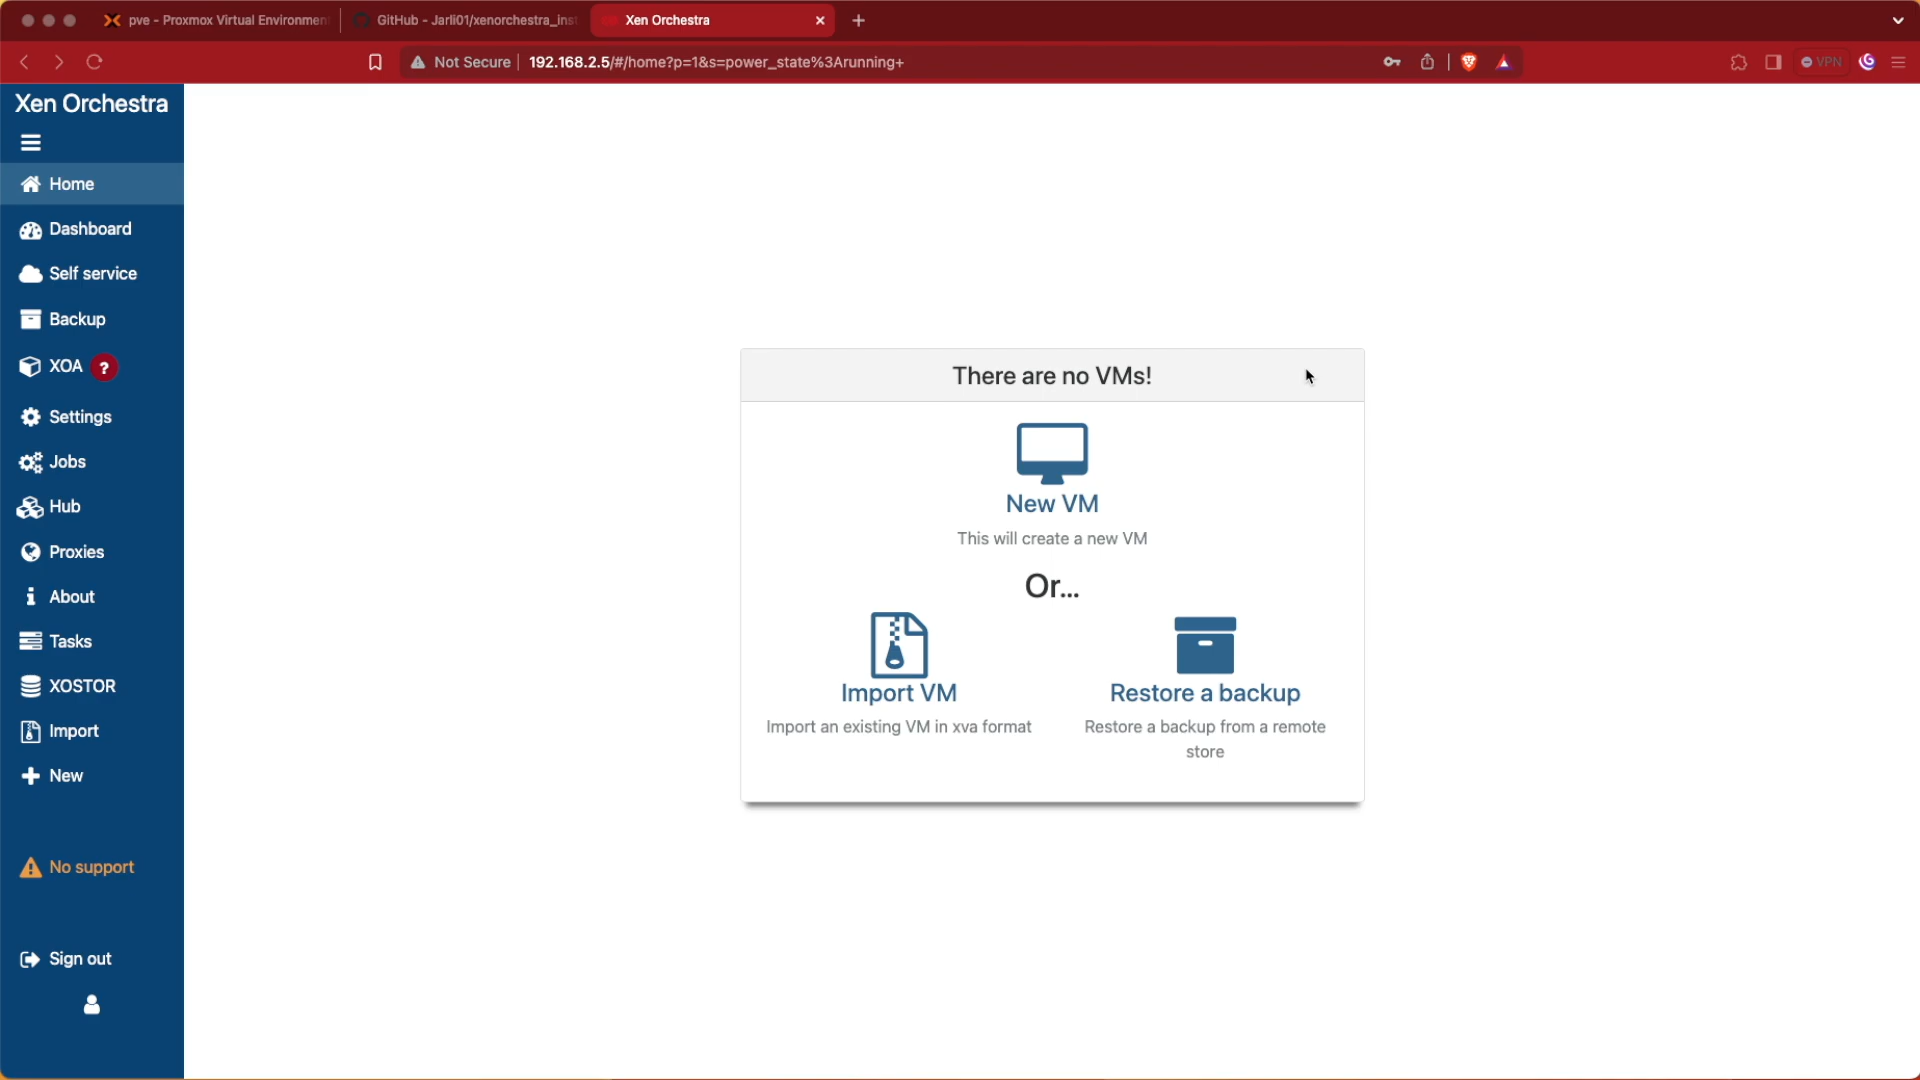 pve - Proxmox Virtual Environmen
GitHub - Jarli01/xenorchestra_ins
Xen Orchestra
Not Secure
192.168.2.5/#/home?p=1&s=power_state%3Arunning+
VPN
Xen Orchestra
Home
Dashboard
Self service
Backup
XOA ?
Settings
Jobs
Hub
Proxies
About
Tasks
XOSTOR
Import
New
No support
Sign out
There are no VMs!
New VM
This will create a new VM
Or...
Import VM
Import an existing VM in xva format
Restore a backup
Restore a backup from a remote
store